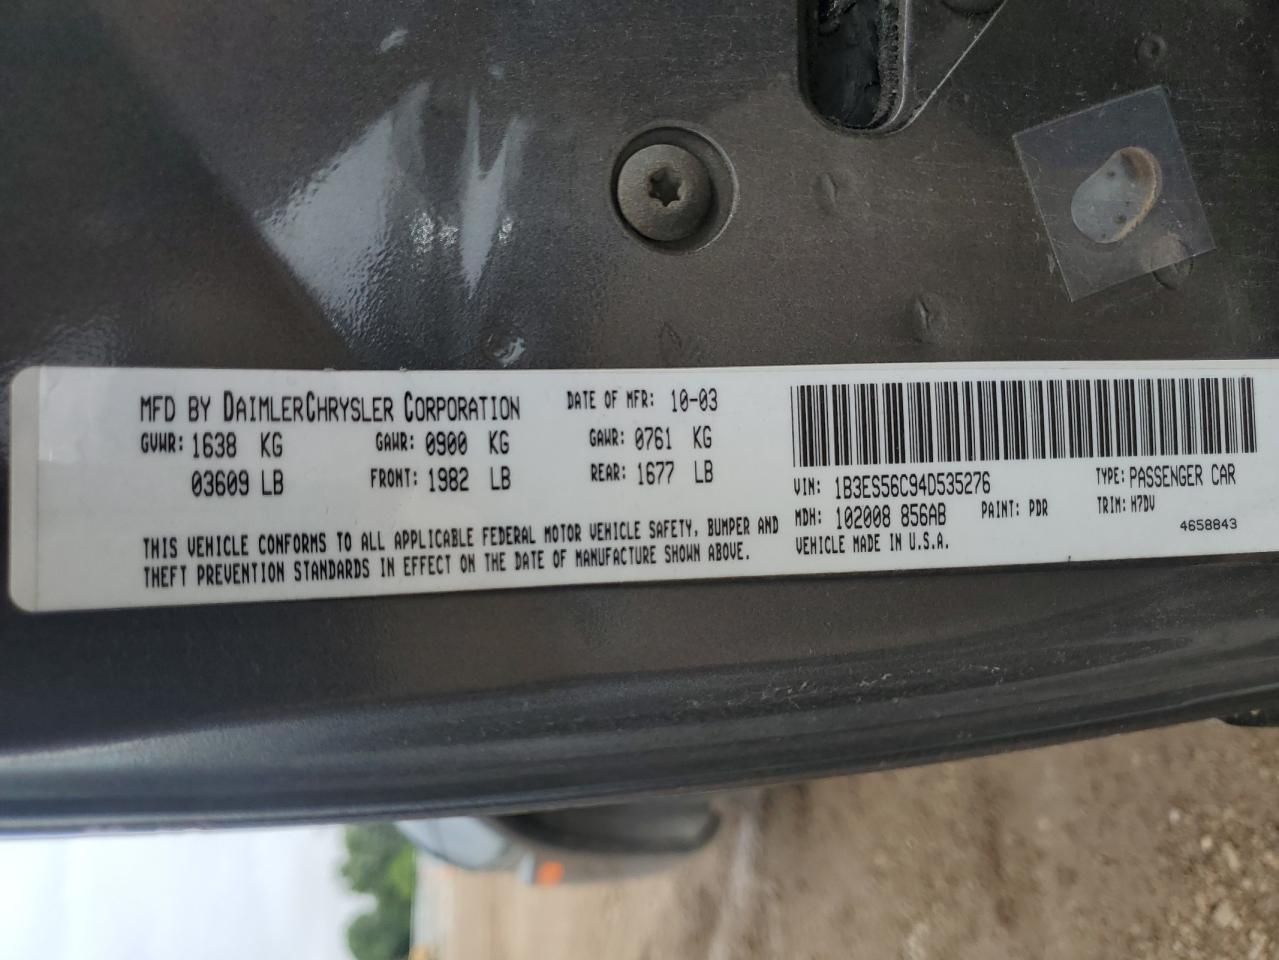 MFD BY DAIMLERCHRYSLER CORPORATION DATE OF MFR: 10-03
GVWR: 1638 KG GAWR: 0900 KG GAWR: 0761 KG
03609 LB FRONT: 1982 LB REAR: 1677 LB
THIS VEHICLE CONFORMS TO ALL APPLICABLE FEDERAL MOTOR VEHICLE SAFETY, BUMPER AND
THEFT PREVENTION STANDARDS IN EFFECT ON THE DATE OF MANUFACTURE SHOWN ABOVE.
VIN: 1B3ES56C94D535276 TYPE: PASSENGER CAR
MDH: 102008 856AB PAINT: PDR TRIM: H7DV
VEHICLE MADE IN U.S.A. 4658843